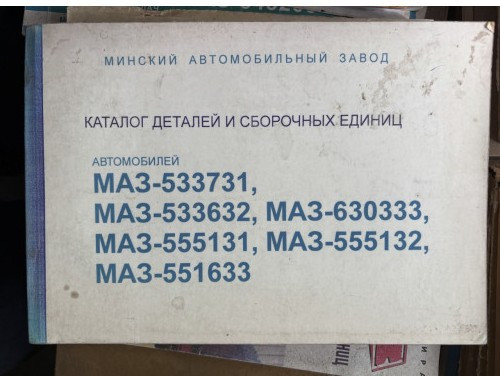 МИНСКИЙ АВТОМОБИЛЬНЫЙ ЗАВОД
КАТАЛОГ ДЕТАЛЕЙ И СБОРОЧНЫХ ЕДИНИЦ
АВТОМОБИЛЕЙ
МАЗ-533731,
МАЗ-533632, МАЗ-630333,
МАЗ-555131, МАЗ-555132,
МАЗ-551633